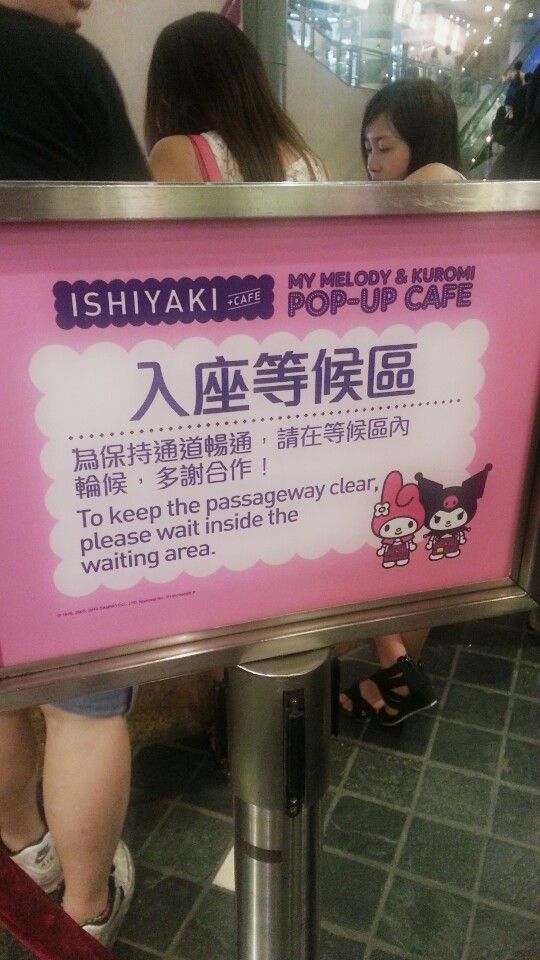 ISHIYAKI +CAFE
MY MELODY & KUROMI
POP-UP CAFE
入座等候區
為保持通道暢通，請在等候區內
輪候，多謝合作！
To keep the passageway clear,
please wait inside the
waiting area.